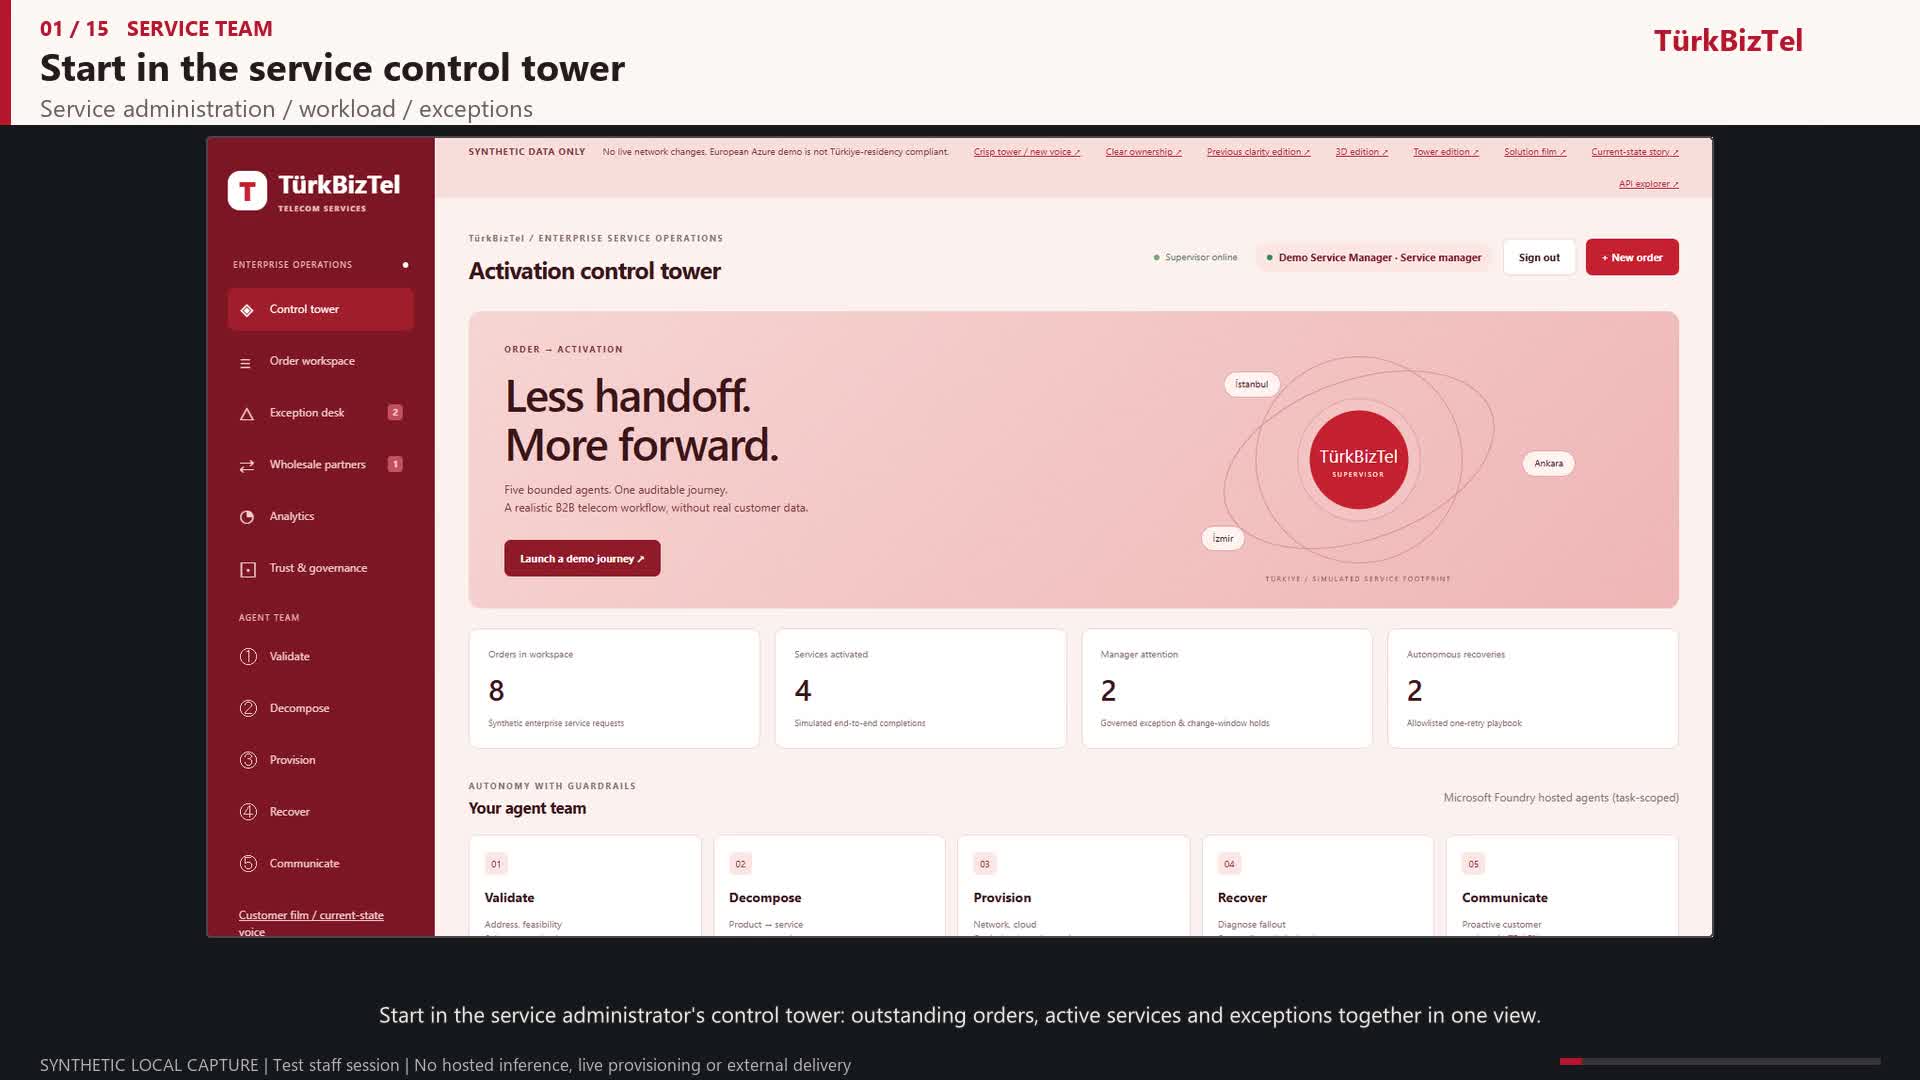 01 / 15 SERVICE TEAM
Start in the service control tower
Service administration / workload / exceptions
TürkBizTel
T
TürkBizTel
TELECOM SERVICES
ENTERPRISE OPERATIONS
Control tower
Order workspace
Exception desk 2
Wholesale partners 1
Analytics
Trust & governance
AGENT TEAM
1 Validate
2 Decompose
3 Provision
4 Recover
5 Communicate
Customer film / current-state
voice
SYNTHETIC DATA ONLY No live network changes. European Azure demo is not Türkiye-residency compliant. Crisp tower / new voice ↗ Clear ownership ↗ Previous clarity edition ↗ 3D edition ↗ Tower edition ↗ Solution film ↗ Current-state story ↗
API explorer ↗
TürkBizTel / ENTERPRISE SERVICE OPERATIONS
Activation control tower
Supervisor online
Demo Service Manager · Service manager
Sign out
+ New order
ORDER → ACTIVATION
Less handoff.
More forward.
Five bounded agents. One auditable journey.
A realistic B2B telecom workflow, without real customer data.
Launch a demo journey ↗
İstanbul
TürkBizTel
SUPERVISOR
Ankara
İzmir
TÜRKİYE / SIMULATED SERVICE FOOTPRINT
Orders in workspace
8
Synthetic enterprise service requests
Services activated
4
Simulated end-to-end completions
Manager attention
2
Governed exception & change-window holds
Autonomous recoveries
2
Allowlisted one-retry playbook
AUTONOMY WITH GUARDRAILS
Your agent team
Microsoft Foundry hosted agents (task-scoped)
01
Validate
Address, feasibility
02
Decompose
Product → service
03
Provision
Network, cloud
04
Recover
Diagnose fallout
05
Communicate
Proactive customer
Start in the service administrator's control tower: outstanding orders, active services and exceptions together in one view.
SYNTHETIC LOCAL CAPTURE | Test staff session | No hosted inference, live provisioning or external delivery